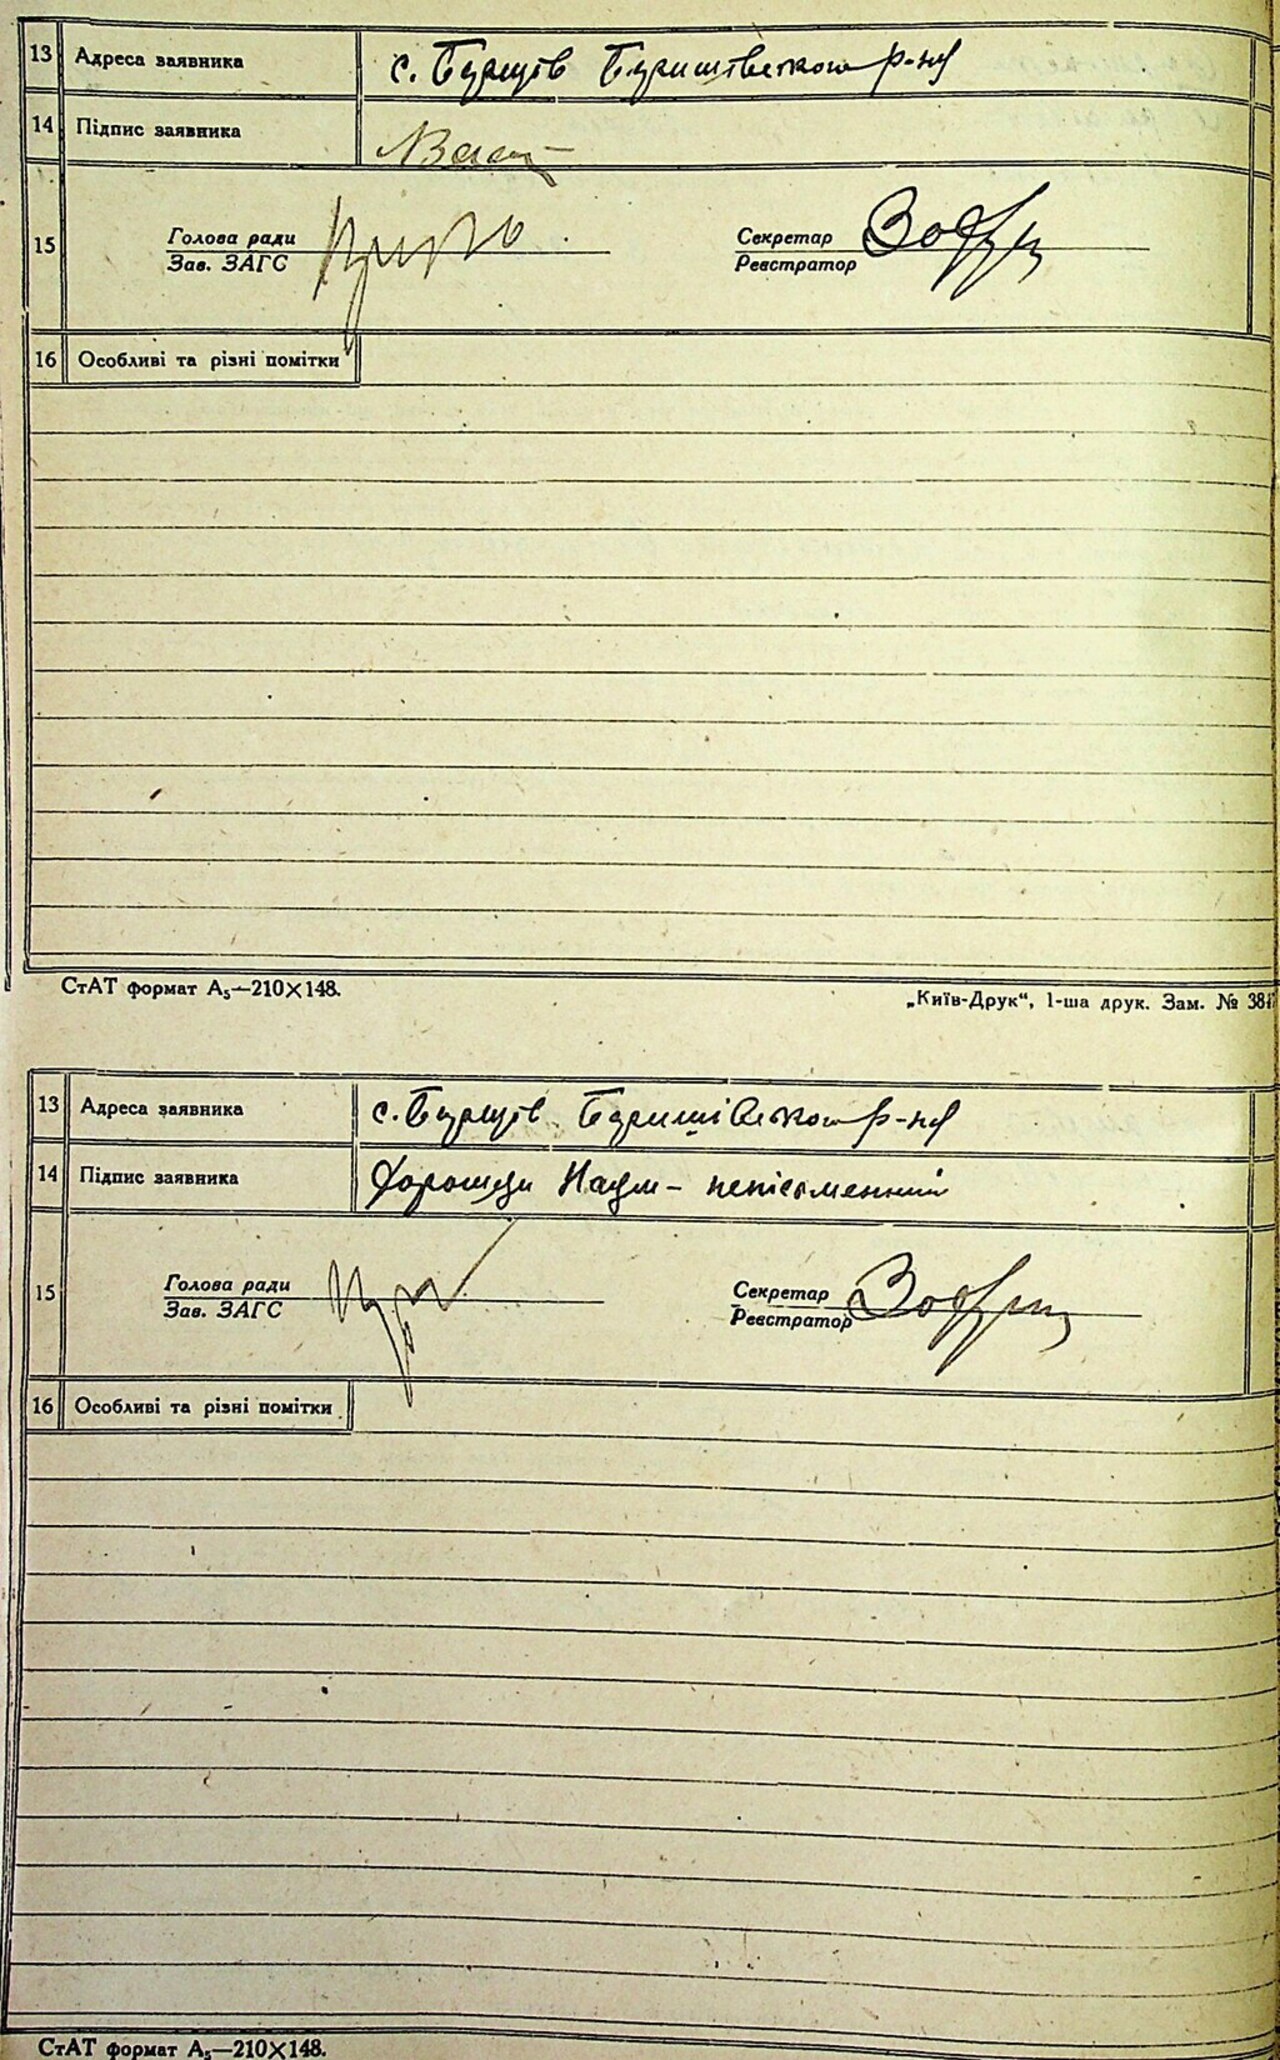 13 Адреса заявника с. Бурщів Боришівського р-ну
14 Підпис заявника
15 Голова ради Секретар
Зав. ЗАГС Реєстратор
16 Особливі та різні помітки
СтАТ формат А₅—210×148.
„Київ-Друк“, 1-ша друк. Зам. № 384
13 Адреса заявника с. Бурщів Боришівського р-ну
14 Підпис заявника Наум – неписьменний
15 Голова ради Секретар
Зав. ЗАГС Реєстратор
16 Особливі та різні помітки
СтАТ формат А₅—210×148.